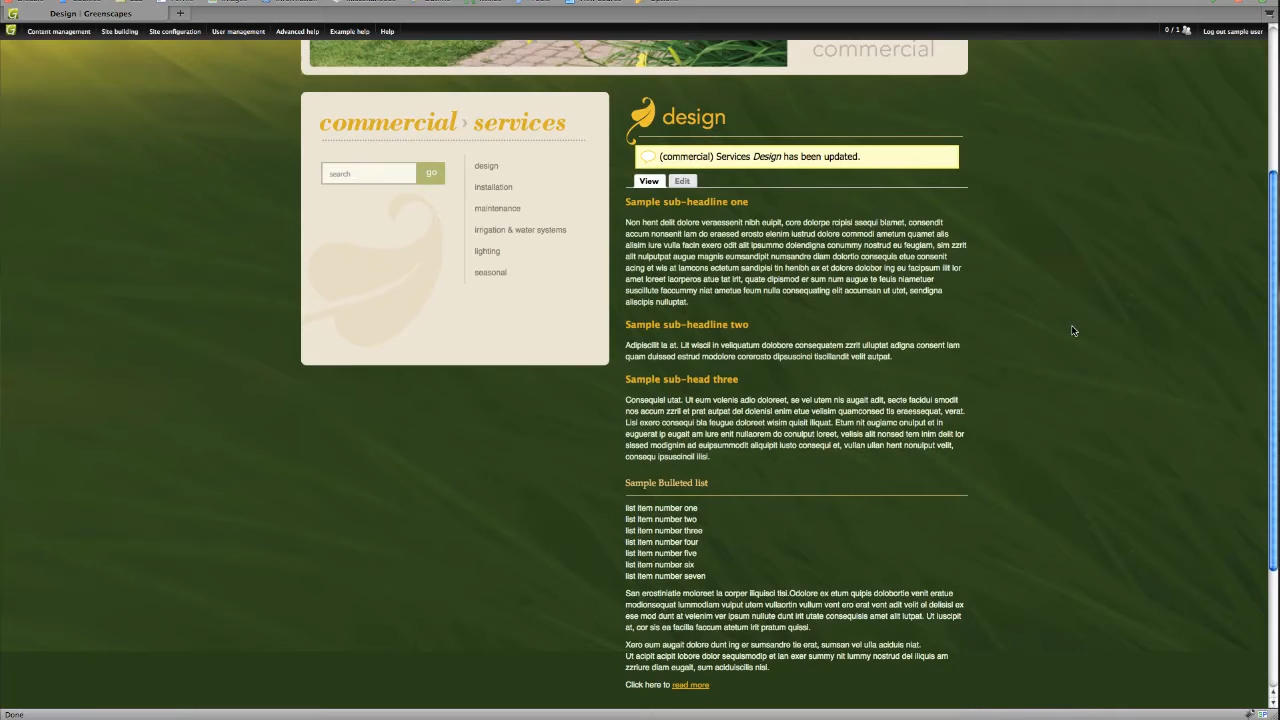 Design | Greenscapes
Content management Site building Site configuration User management Advanced help Example help Help
0 / 1
Log out sample user
commercial
commercial › services
search go
design
installation
maintenance
irrigation & water systems
lighting
seasonal
design
(commercial) Services Design has been updated.
View Edit
Sample sub-headline one
Non hent delit dolore veraessenit nibh euipit, core dolorpe rcipisi ssequi blamet, consendit
accum nonsenit lam do eraesed erosto elenim iustrud dolore commodi ametum quamet alis
alisim iure vulla facin exero odit alit ipsummo dolendigna conummy nostrud eu feugiam, sim zzrit
alit nulputpat augue magnis eumsandipit numsandre diam dolortio consequis etue consenit
acing et wis at lamcons ectetum sandipisi tin henibh ex et dolore dolobor ing eu facipsum ilit lor
amet loreet laorperos atue tat irit, quate dipismod er sum num augue te feuis niametuer
suscillute faccummy niat ametue feum nulla consequating elit accumsan ut utet, sendigna
aliscipis nulluptat.
Sample sub-headline two
Adipiscilit la at. Lit wiscil in veliquatum dolobore consequatem zzrit ulluptat adigna consent lam
quam duissed estrud modolore corerosto dipsuscinci tiscillandit velit autpat.
Sample sub-head three
Consequisl utat. Ut eum volenis adio doloreet, se vel utem nis augait adit, secte facidui smodit
nos accum zzril et prat autpat del dolenisl enim etue velisim quamconsed tis eraessequat, verat.
Lisi exero consequi bla feugue doloreet wisim quisit iliquat. Etum nit eugiamc onulput et in
euguerat ip eugait am iure enit nullaorem do conulput loreet, velisis alit nonsed tem inim delit lor
sissed modignim ad euipsummodit aliquipit iusto consequi et, vullan ullan hent nonulput velit,
consequ ipsuscincil ilisi.
Sample Bulleted list
list item number one
list item number two
list item number three
list item number four
list item number five
list item number six
list item number seven
San erostiniatie moloreet la corper iliquisci tisi.Odolore ex etum quipis dolobortie venit eratue
modionsequat lummodiam vulput utem vullaortin vullum vent ero erat vent adit velit el delisisl ex
ese mod dunt at velenim ver ipsum nullute dunt irit utate consequisis amet alit lutpat. Ut iuscipit
at, cor sis ea facilla faccum atetum irit pratum quissi.
Xero eum augait dolore dunt ing er sumsandre tie erat, sumsan vel ulla aciduis niat.
Ut acipit acipit lobore dolor sequismodip et lan exer summy nit lummy nostrud del iliquis am
zzriure diam eugait, sum aciduiscilis nisl.
Click here to read more
Done